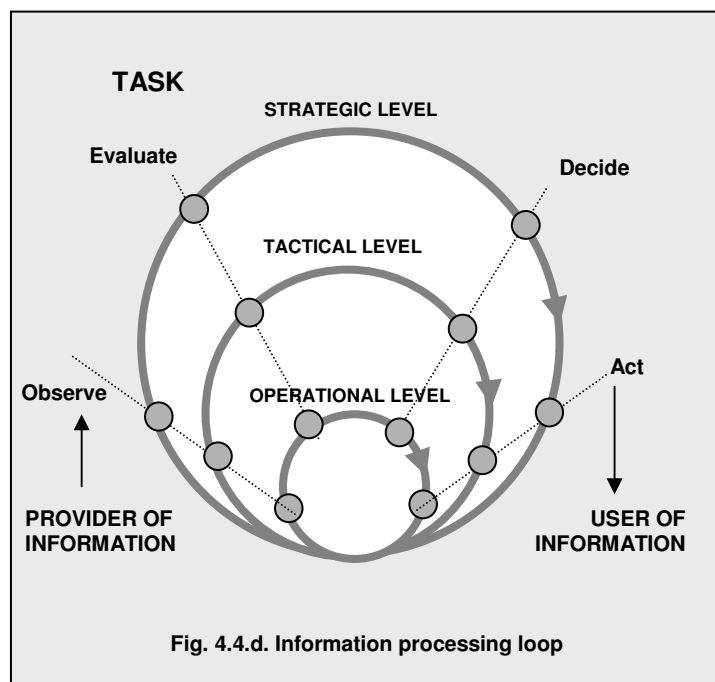 TASK
STRATEGIC LEVEL
Evaluate
Decide
TACTICAL LEVEL
Act
Observe
OPERATIONAL LEVEL
PROVIDER OF
INFORMATION
USER OF
INFORMATION
Fig. 4.4.d. Information processing loop